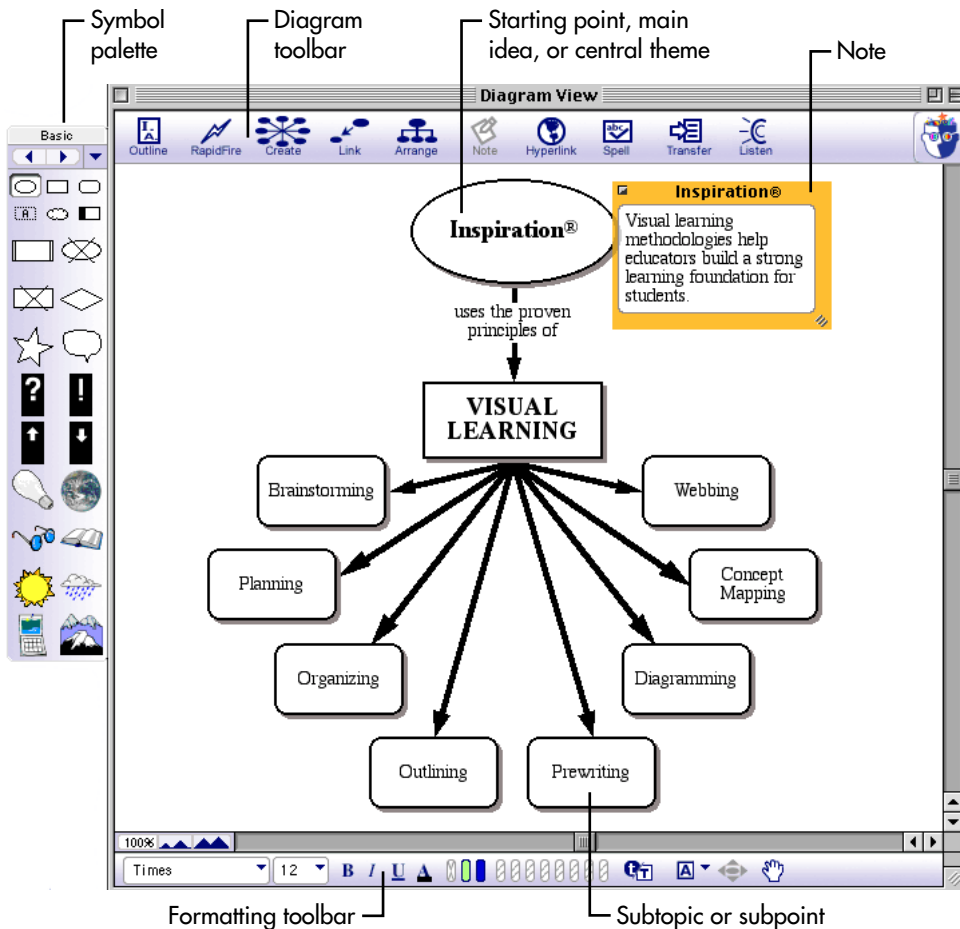 Symbol
palette
Diagram
toolbar
Starting point, main
idea, or central theme
Note
Diagram View
Basic
Outline
RapidFire
Create
Link
Arrange
Note
Hyperlink
Spell
Transfer
Listen
I.
A.
abc
A
Inspiration®
Inspiration®
Visual learning
methodologies help
educators build a strong
learning foundation for
students.
uses the proven
principles of
?
!
VISUAL
LEARNING
Brainstorming
Webbing
Planning
Concept
Mapping
Organizing
Diagramming
Outlining
Prewriting
100%
Times
12
B I U A
t T
A
Formatting toolbar
Subtopic or subpoint